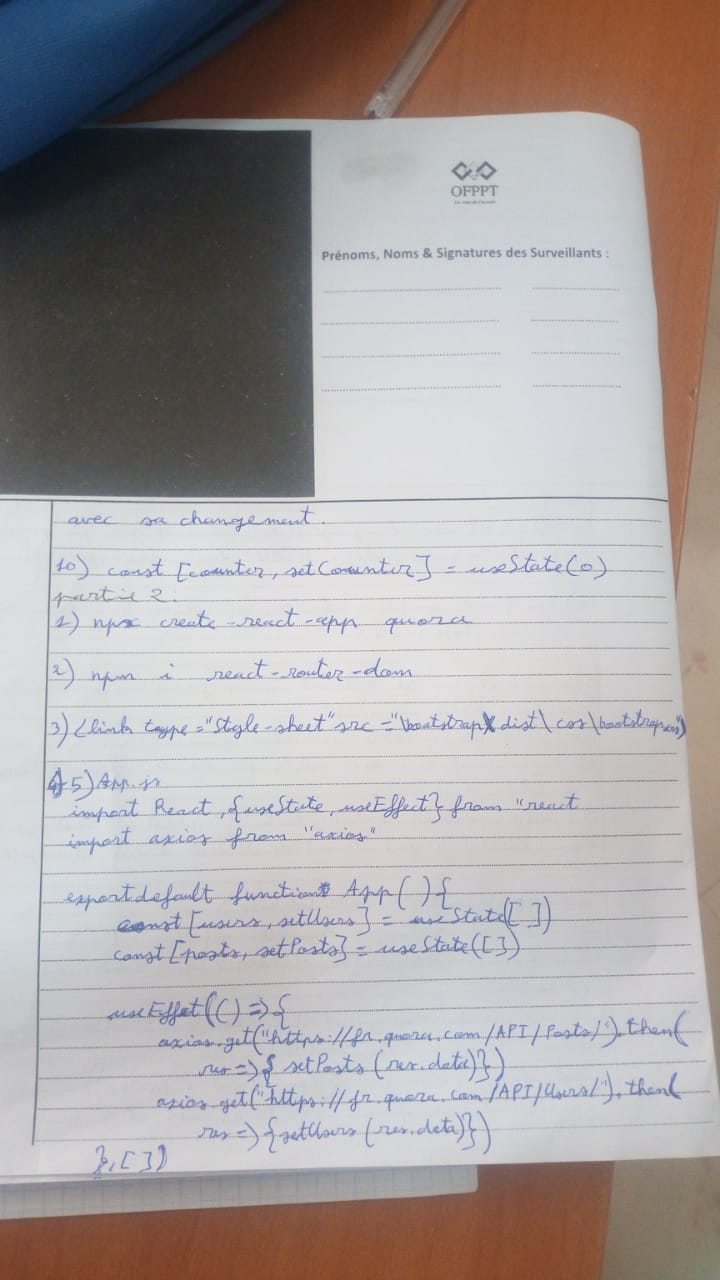 OFPPT
Prénoms, Noms & Signatures des Surveillants :
avec sa changement.
10) const [counter, setCounter] = useState(0)
partie 2.
1) npx create-react-app quora
2) npm i react-router-dom
3) <link type="style-sheet" src="\bootstrap\dist\css\bootstrap.css")
5) App.js
import React, {useState, useEffect} from "react
import axios from "axios"
export default function App() {
const [users, setUsers] = useState([])
const [posts, setPosts] = useState([])
useEffet(() => {
axios.get("https://fr.quora.com/API/Posts/").then(
res => { setPosts (res.data)})
axios.get("https://fr.quora.com/API/Users/").then(
res => {setUsers (res.data)})
},[])